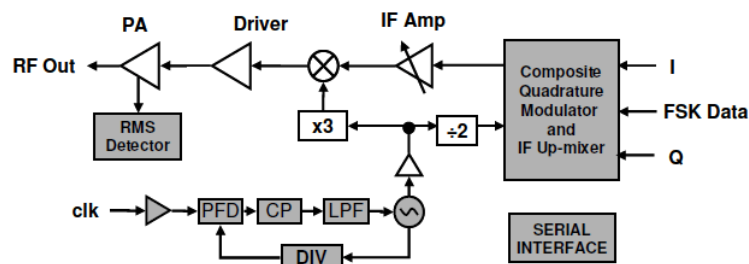 PA
Driver
IF Amp
RF Out
x3
÷2
RMS
Detector
Composite
Quadrature
Modulator
and
IF Up-mixer
I
FSK Data
Q
clk
PFD
CP
LPF
DIV
SERIAL
INTERFACE